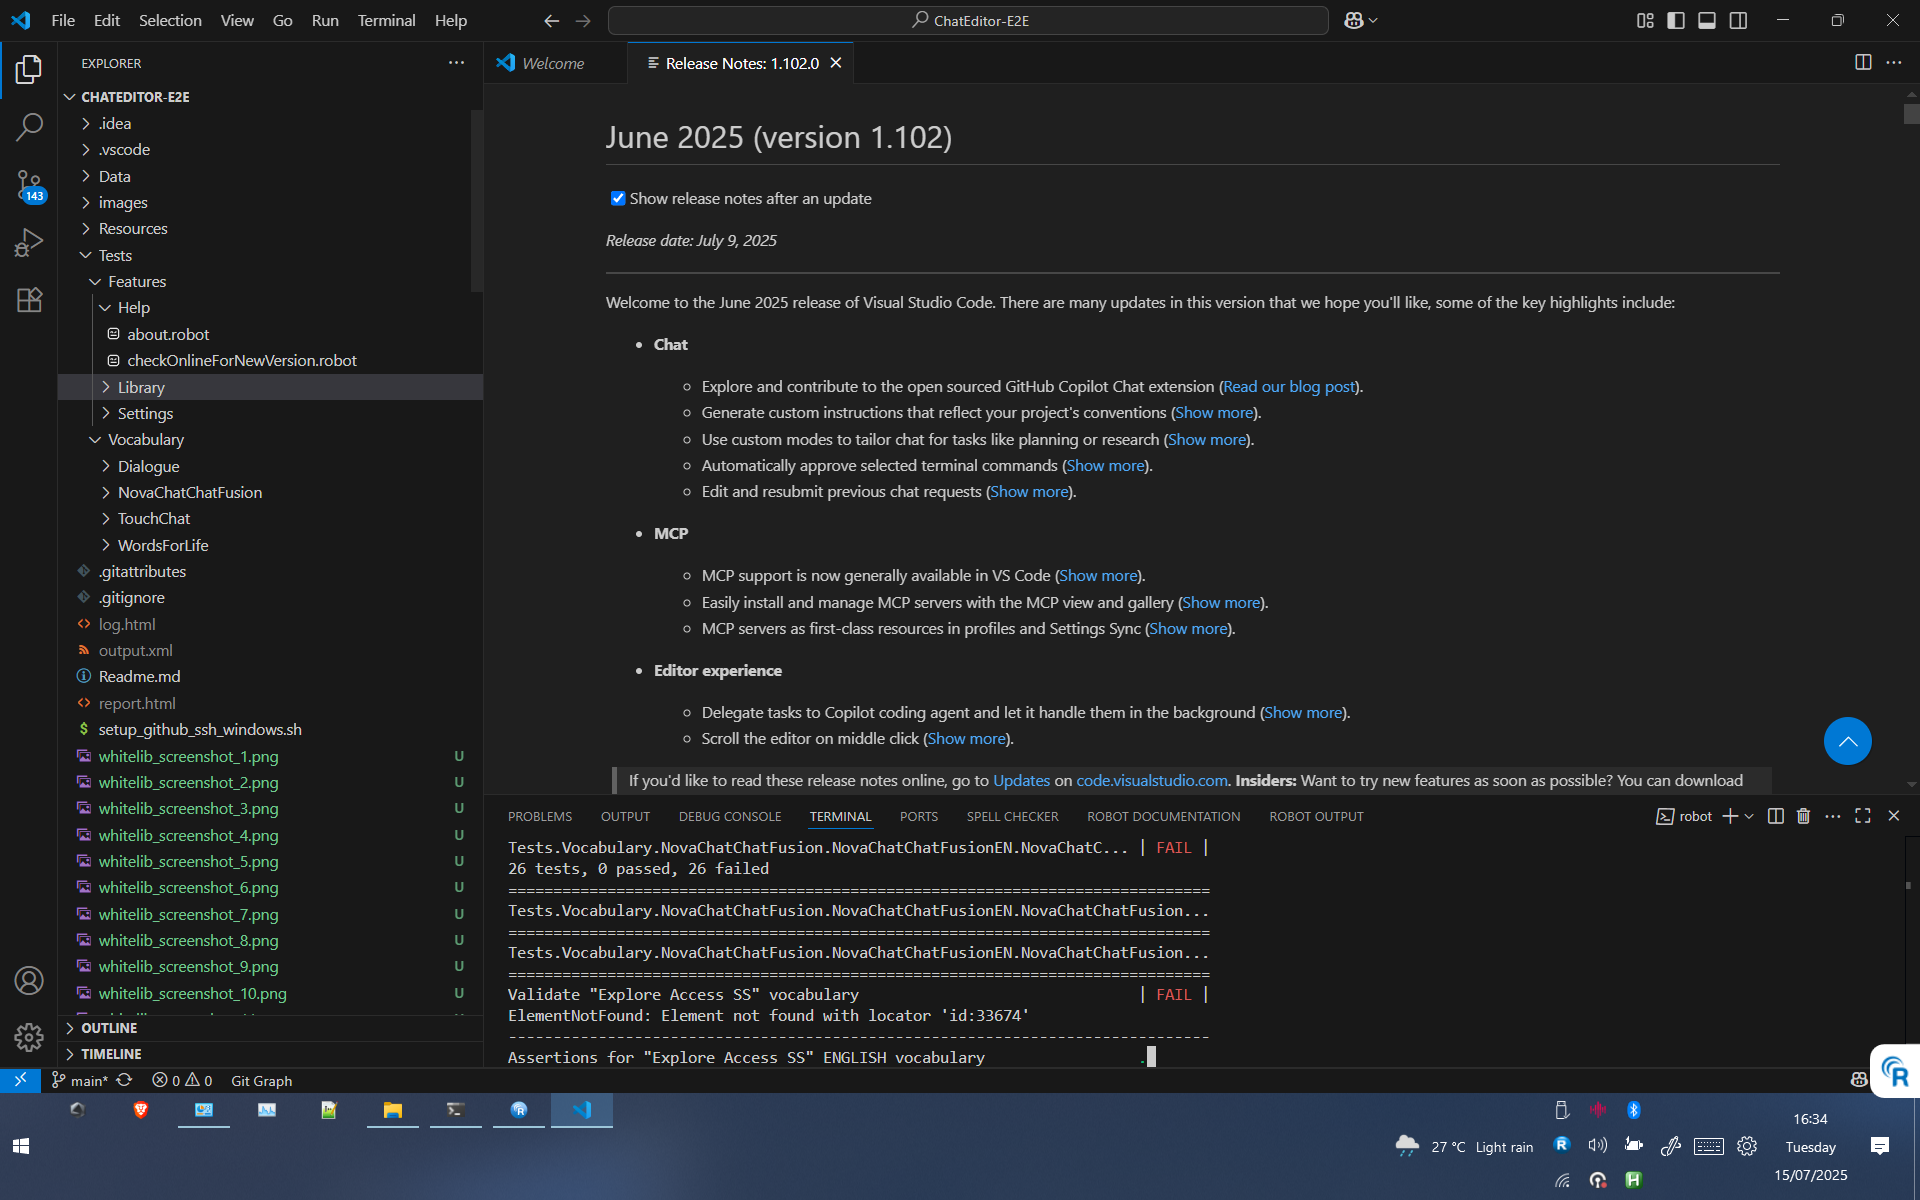 File Edit Selection View Go Run Terminal Help
ChatEditor-E2E
EXPLORER
Welcome
Release Notes: 1.102.0
CHATEDITOR-E2E
.idea
.vscode
Data
143
images
Resources
Tests
Features
Help
about.robot
checkOnlineForNewVersion.robot
Library
Settings
Vocabulary
Dialogue
NovaChatChatFusion
TouchChat
WordsForLife
.gitattributes
.gitignore
log.html
output.xml
Readme.md
report.html
setup_github_ssh_windows.sh
whitelib_screenshot_1.png U
whitelib_screenshot_2.png U
whitelib_screenshot_3.png U
whitelib_screenshot_4.png U
whitelib_screenshot_5.png U
whitelib_screenshot_6.png U
whitelib_screenshot_7.png U
whitelib_screenshot_8.png U
whitelib_screenshot_9.png U
whitelib_screenshot_10.png U
OUTLINE
TIMELINE
June 2025 (version 1.102)
Show release notes after an update
Release date: July 9, 2025
Welcome to the June 2025 release of Visual Studio Code. There are many updates in this version that we hope you'll like, some of the key highlights include:
• Chat
Explore and contribute to the open sourced GitHub Copilot Chat extension (Read our blog post).
Generate custom instructions that reflect your project's conventions (Show more).
Use custom modes to tailor chat for tasks like planning or research (Show more).
Automatically approve selected terminal commands (Show more).
Edit and resubmit previous chat requests (Show more).
• MCP
MCP support is now generally available in VS Code (Show more).
Easily install and manage MCP servers with the MCP view and gallery (Show more).
MCP servers as first-class resources in profiles and Settings Sync (Show more).
• Editor experience
Delegate tasks to Copilot coding agent and let it handle them in the background (Show more).
Scroll the editor on middle click (Show more).
If you'd like to read these release notes online, go to Updates on code.visualstudio.com. Insiders: Want to try new features as soon as possible? You can download
PROBLEMS OUTPUT DEBUG CONSOLE TERMINAL PORTS SPELL CHECKER ROBOT DOCUMENTATION ROBOT OUTPUT
robot
Tests.Vocabulary.NovaChatChatFusion.NovaChatChatFusionEN.NovaChatC... | FAIL |
26 tests, 0 passed, 26 failed
==============================================================================
Tests.Vocabulary.NovaChatChatFusion.NovaChatChatFusionEN.NovaChatChatFusion...
==============================================================================
Tests.Vocabulary.NovaChatChatFusion.NovaChatChatFusionEN.NovaChatChatFusion...
==============================================================================
Validate "Explore Access SS" vocabulary | FAIL |
ElementNotFound: Element not found with locator 'id:33674'
------------------------------------------------------------------------------
Assertions for "Explore Access SS" ENGLISH vocabulary .
main* 0 0 Git Graph
R
27 °C Light rain
16:34
Tuesday
15/07/2025